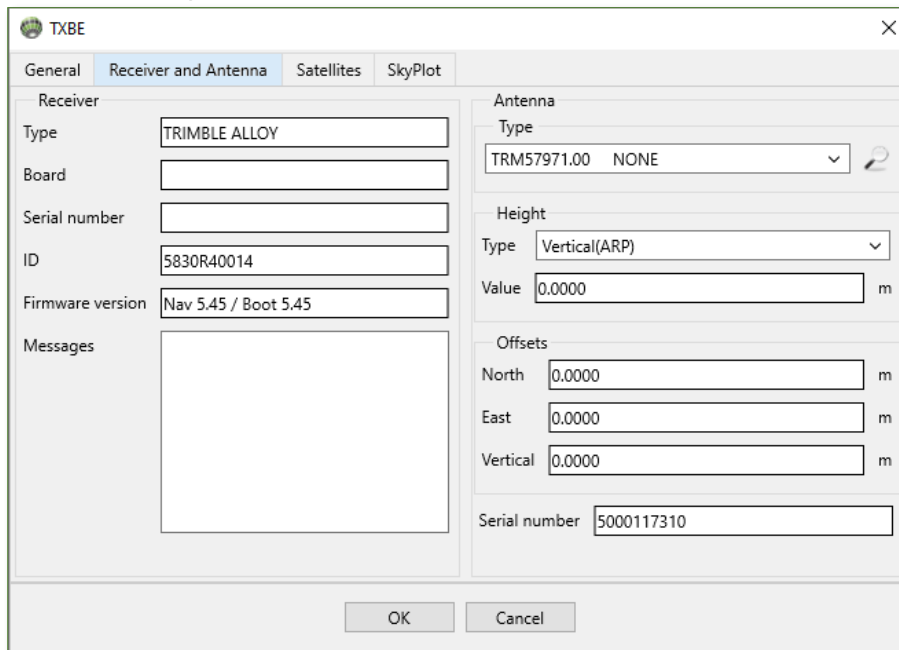 TXBE
General Receiver and Antenna Satellites SkyPlot
Receiver
Type TRIMBLE ALLOY
Board
Serial number
ID 5830R40014
Firmware version Nav 5.45 / Boot 5.45
Messages
Antenna
Type
TRM57971.00 NONE
Height
Type Vertical(ARP)
Value 0.0000 m
Offsets
North 0.0000 m
East 0.0000 m
Vertical 0.0000 m
Serial number 5000117310
OK Cancel